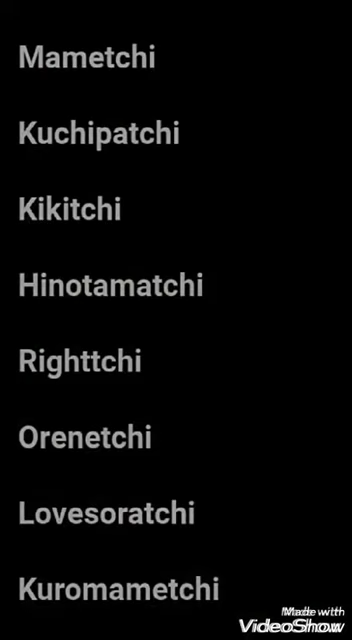 Mametchi
Kuchipatchi
Kikitchi
Hinotamatchi
Righttchi
Orenetchi
Lovesoratchi
Kuromametchi
Made with
VideoShow